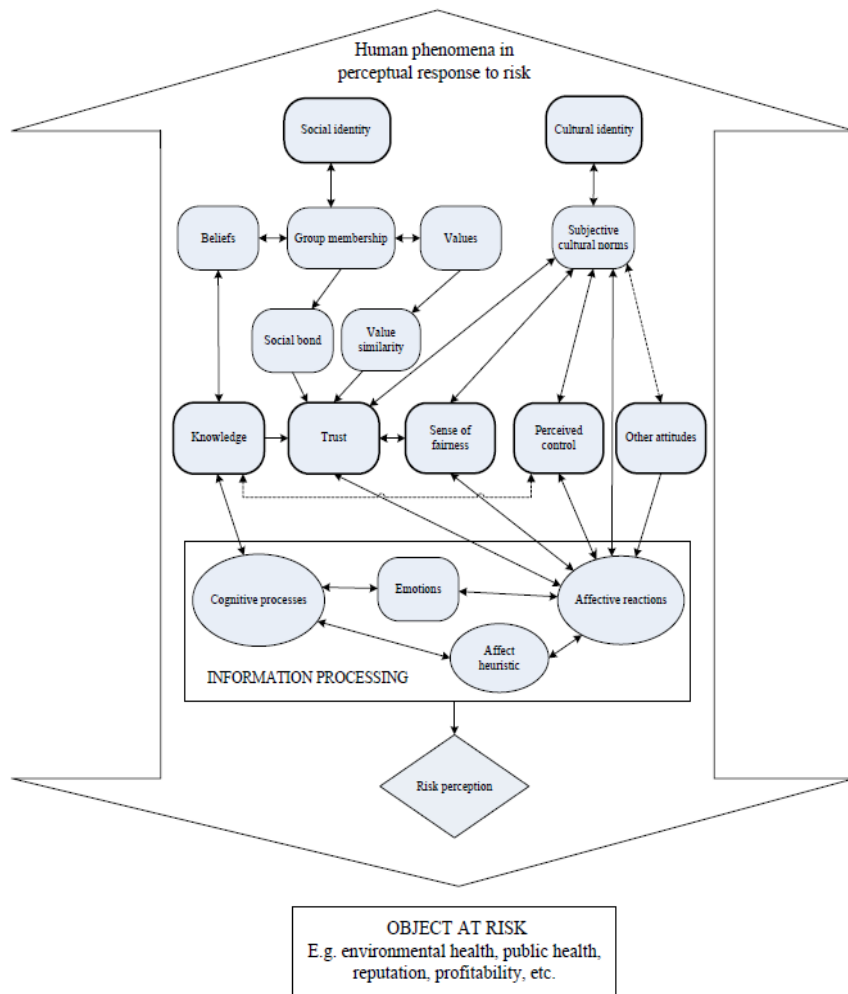 Human phenomena in
perceptual response to risk
Social identity
Cultural identity
Beliefs
Group membership
Values
Subjective
cultural norms
Social bond
Value
similarity
Knowledge
Trust
Sense of
fairness
Perceived
control
Other attitudes
Cognitive processes
Emotions
Affective reactions
Affect
heuristic
INFORMATION PROCESSING
Risk perception
OBJECT AT RISK
E.g. environmental health, public health,
reputation, profitability, etc.